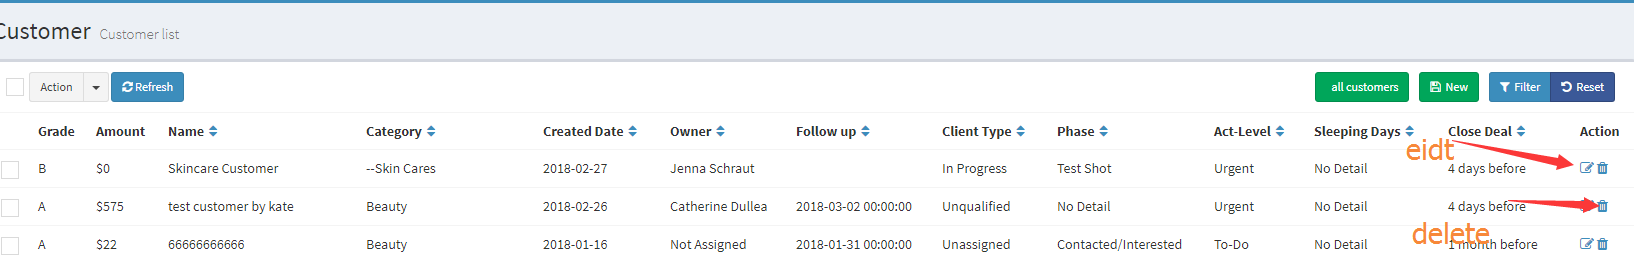 Customer Customer list
Action Refresh all customers New Filter Reset
Grade Amount Name Category Created Date Owner Follow up Client Type Phase Act-Level Sleeping Days Close Deal Action
eidt
B $0 Skincare Customer --Skin Cares 2018-02-27 Jenna Schraut In Progress Test Shot Urgent No Detail 4 days before
A $575 test customer by kate Beauty 2018-02-26 Catherine Dullea 2018-03-02 00:00:00 Unqualified No Detail Urgent No Detail 4 days before
delete
A $22 66666666666 Beauty 2018-01-16 Not Assigned 2018-01-31 00:00:00 Unassigned Contacted/Interested To-Do No Detail 1 month before